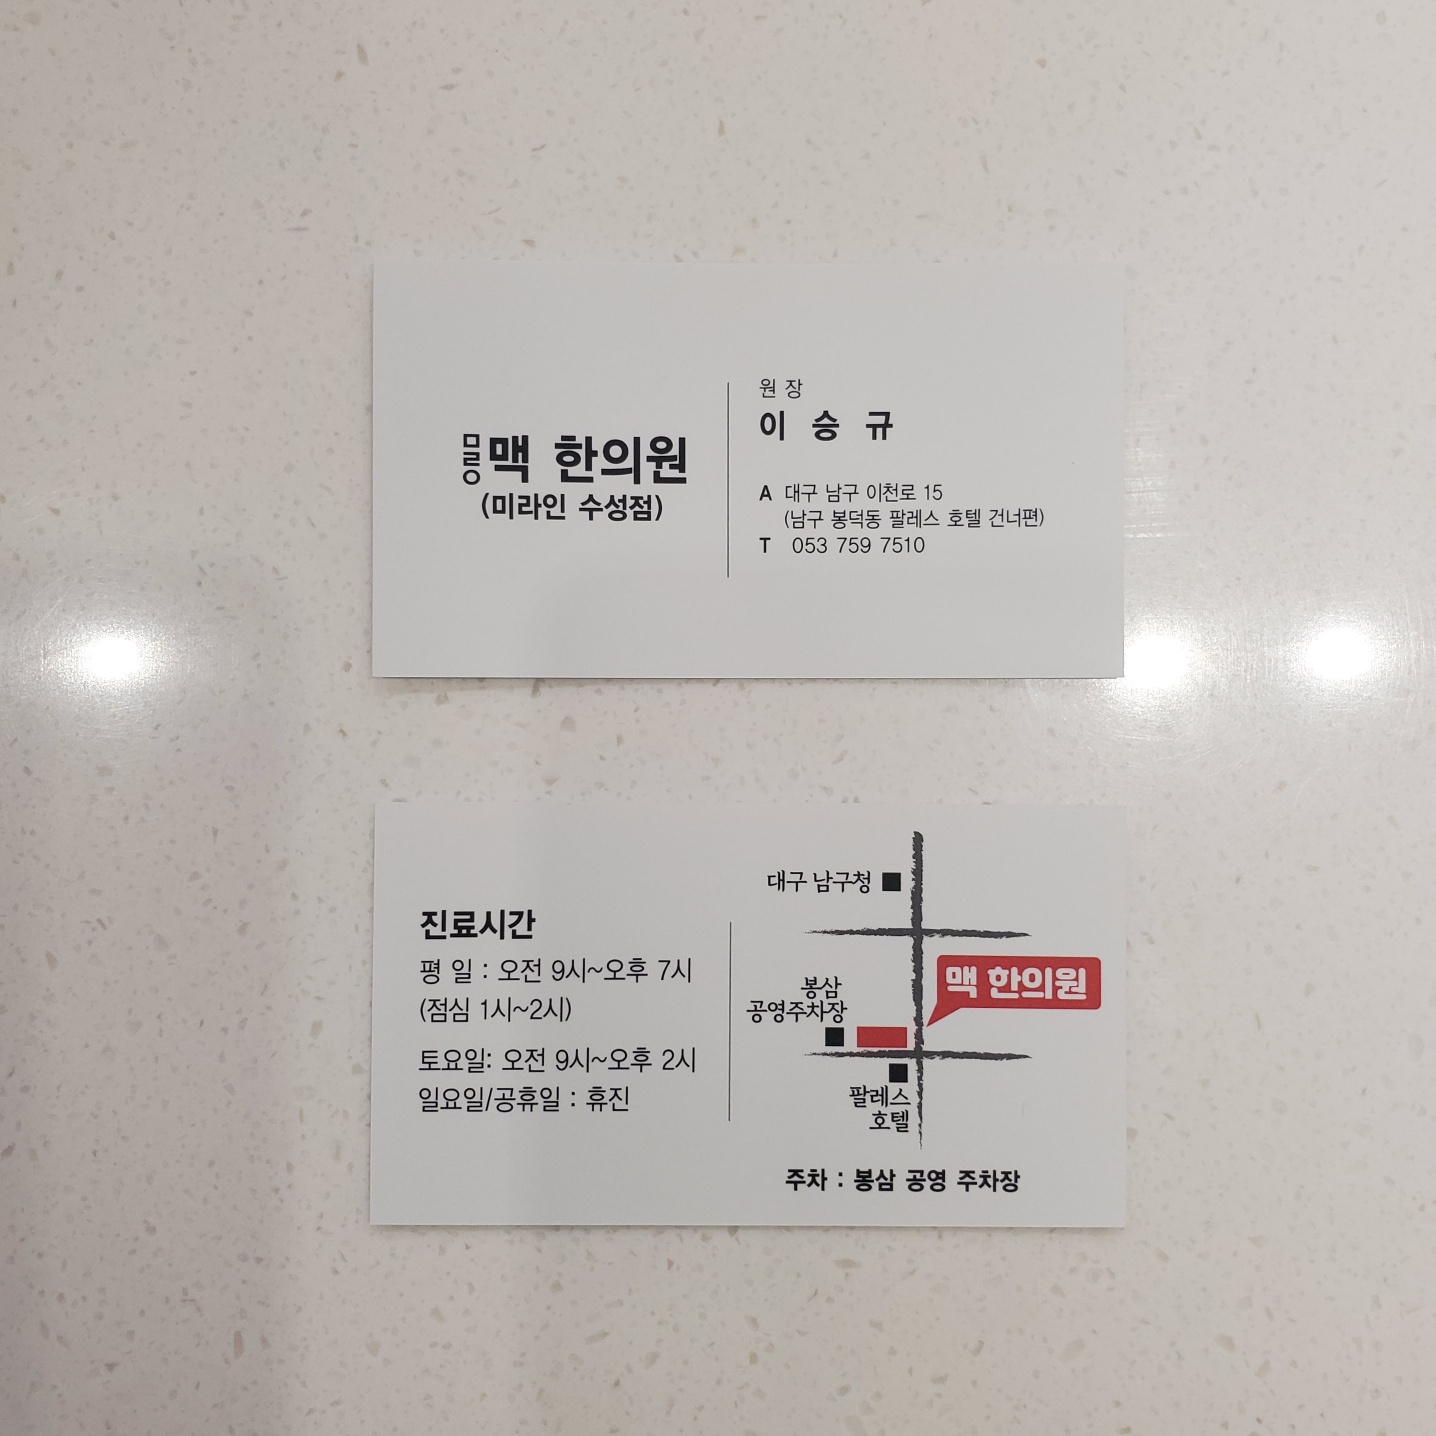 맥 한의원
(미라인 수성점)
원 장
이 승 규
A 대구 남구 이천로 15
(남구 봉덕동 팔레스 호텔 건너편)
T 053 759 7510
진료시간
평 일 : 오전 9시~오후 7시
(점심 1시~2시)
토요일: 오전 9시~오후 2시
일요일/공휴일 : 휴진
대구 남구청
맥 한의원
봉삼
공영주차장
팔레스
호텔
주차 : 봉삼 공영 주차장